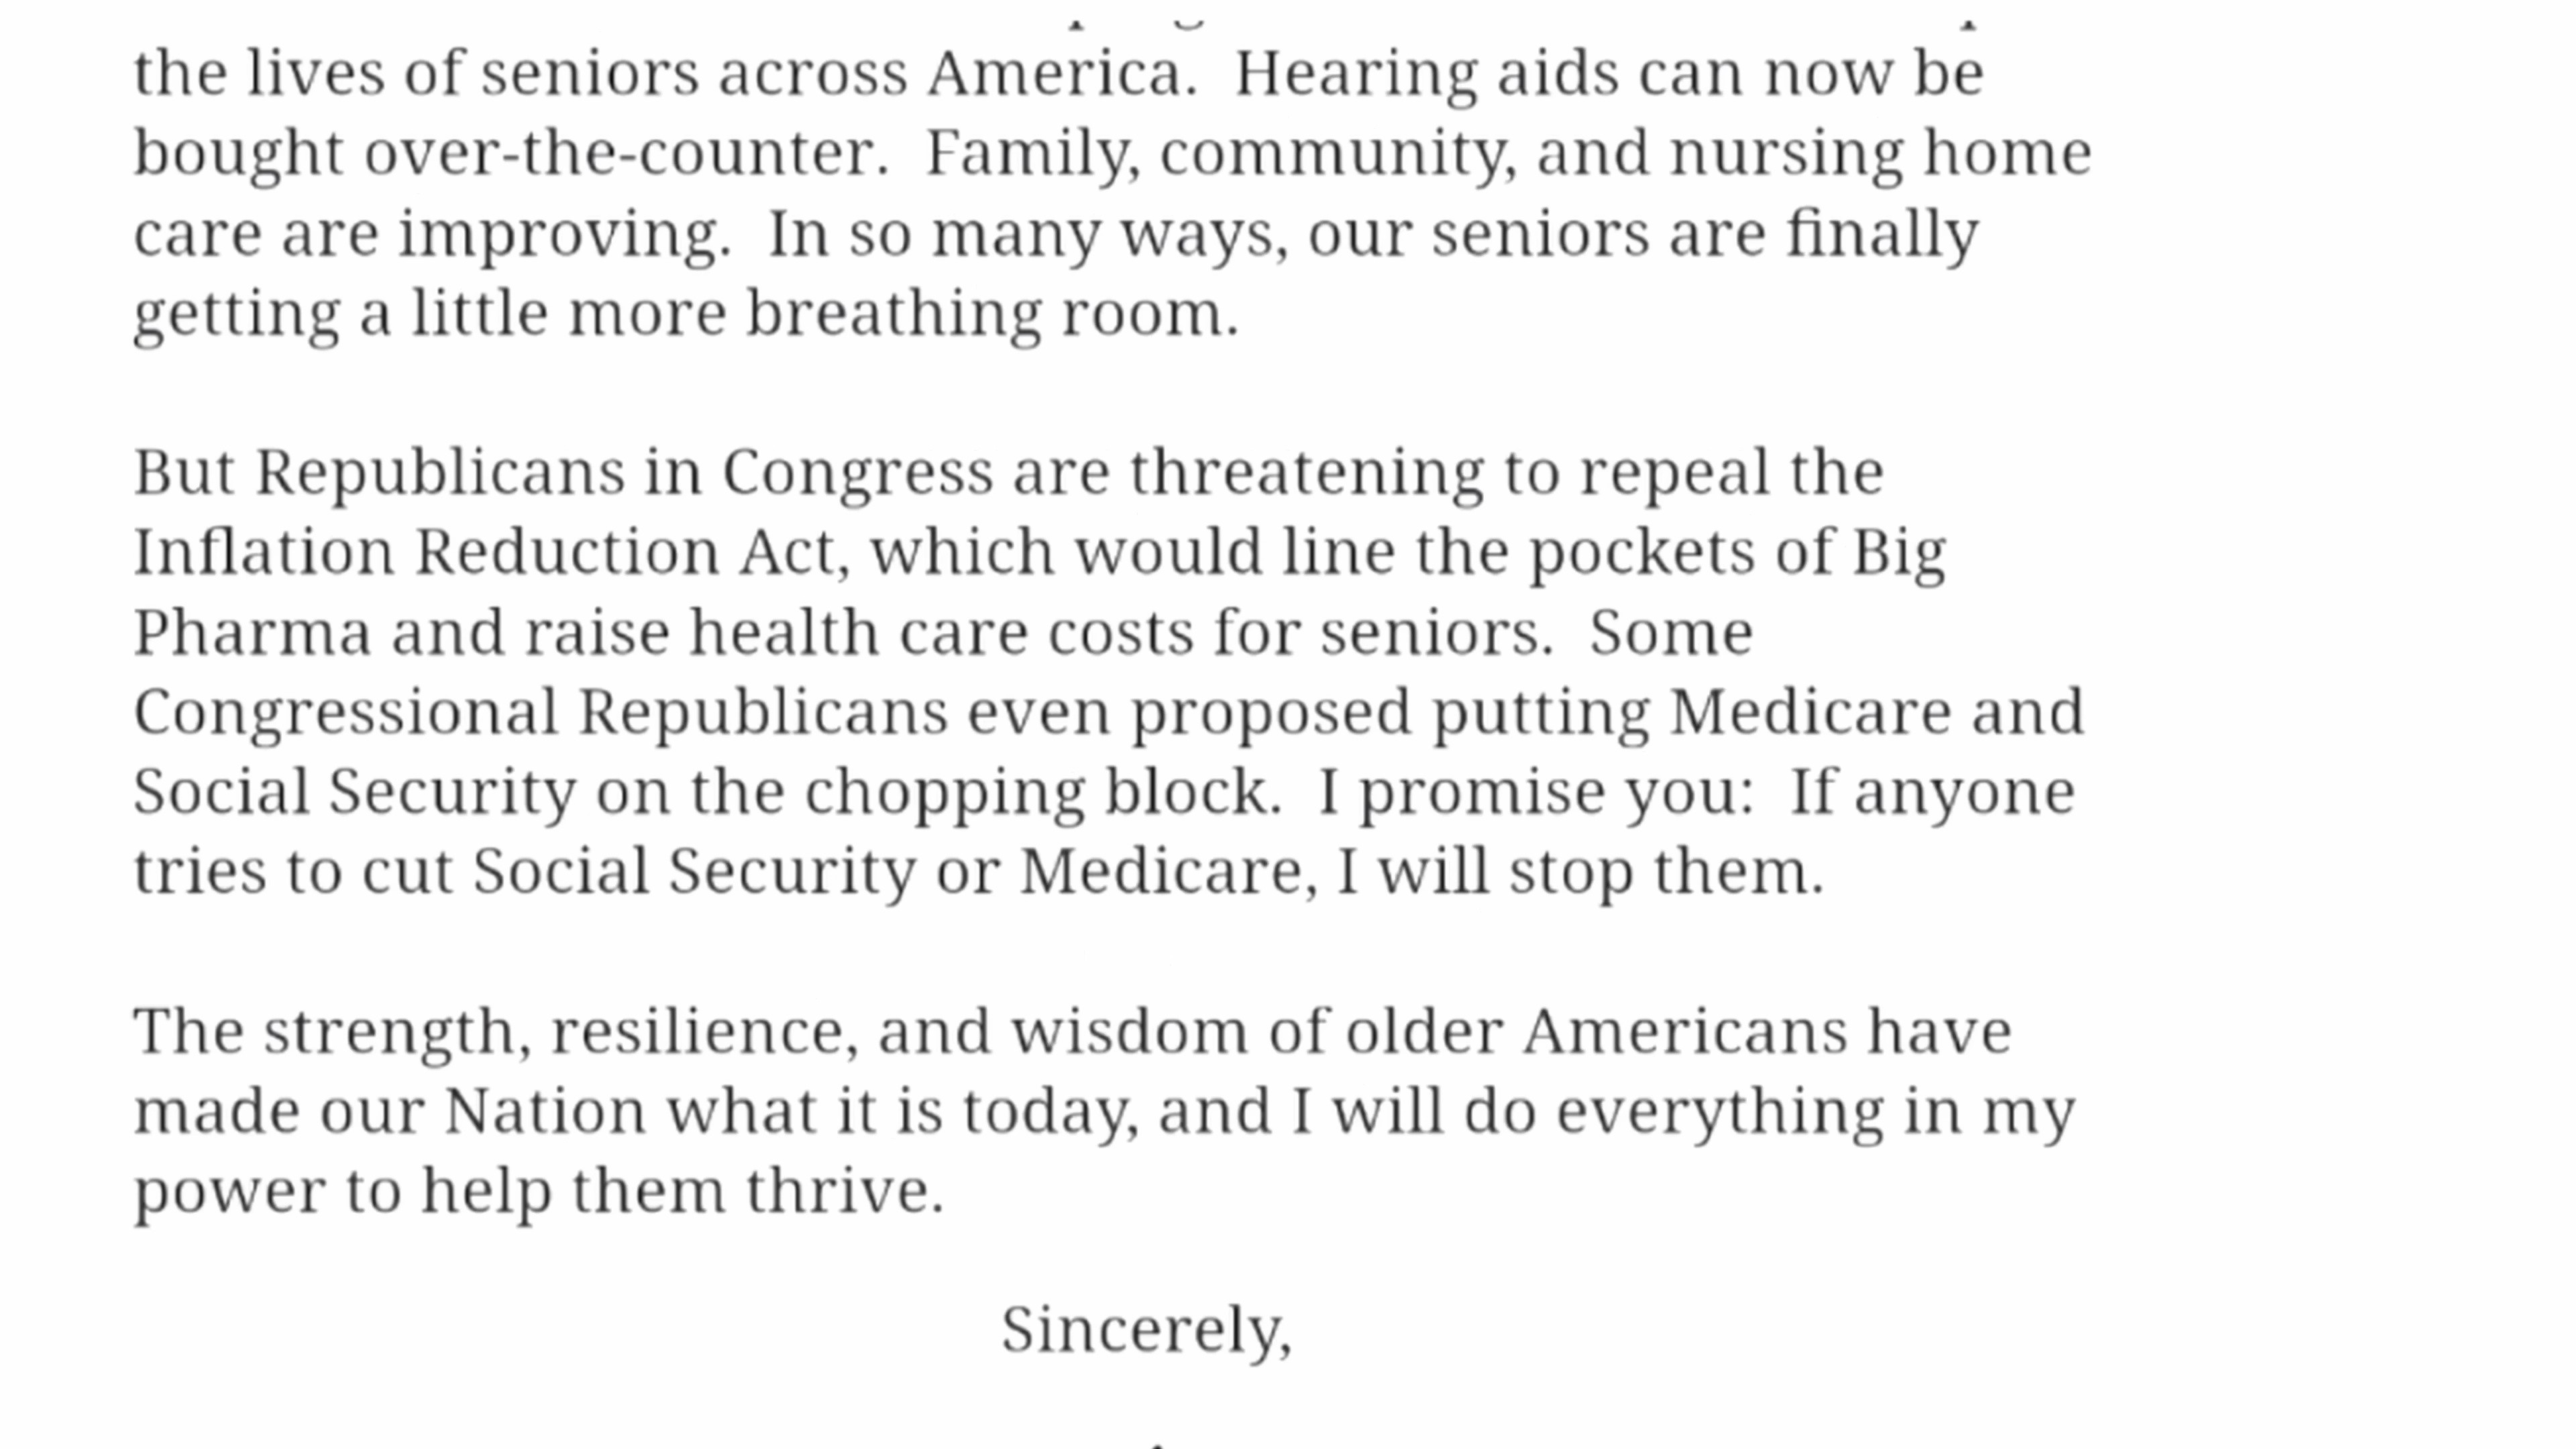 the lives of seniors across America.  Hearing aids can now be
bought over-the-counter.  Family, community, and nursing home
care are improving.  In so many ways, our seniors are finally
getting a little more breathing room.
But Republicans in Congress are threatening to repeal the
Inflation Reduction Act, which would line the pockets of Big
Pharma and raise health care costs for seniors.  Some
Congressional Republicans even proposed putting Medicare and
Social Security on the chopping block.  I promise you:  If anyone
tries to cut Social Security or Medicare, I will stop them.
The strength, resilience, and wisdom of older Americans have
made our Nation what it is today, and I will do everything in my
power to help them thrive.
Sincerely,